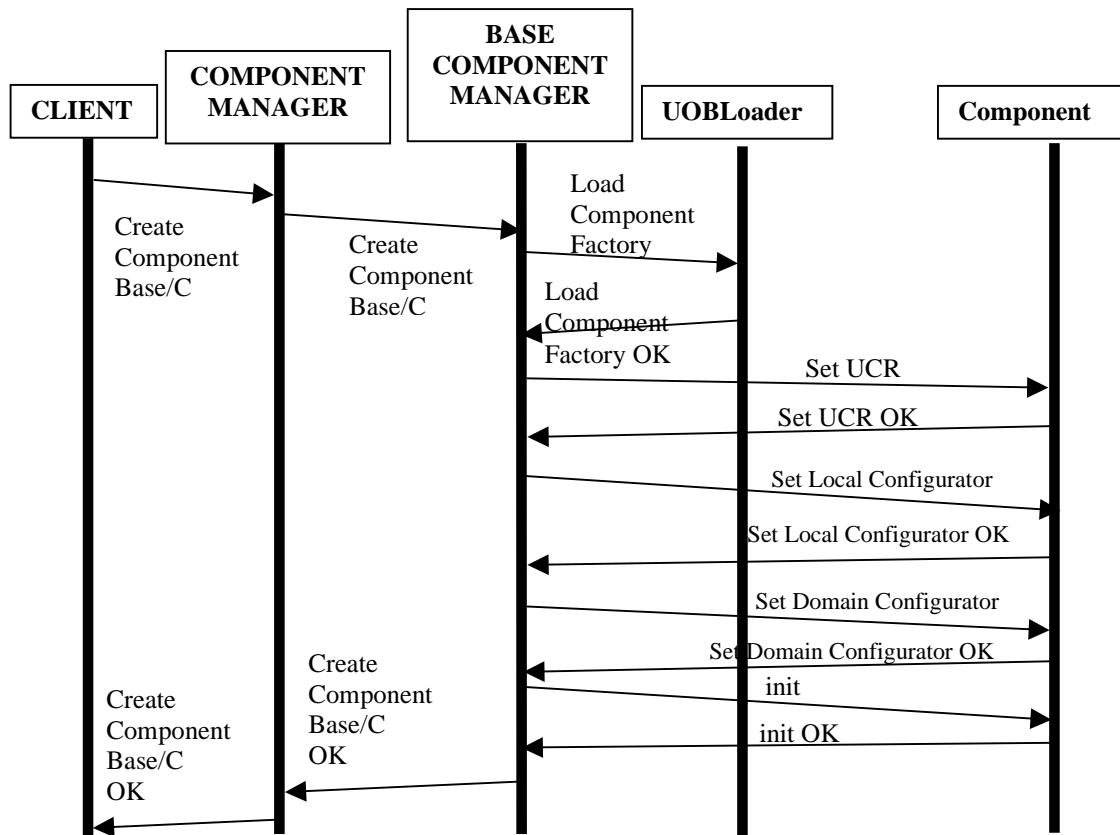 CLIENT
COMPONENT
MANAGER
BASE
COMPONENT
MANAGER
UOBLoader
Component
Create
Component
Base/C
Create
Component
Base/C
Load
Component
Factory
Load
Component
Factory OK
Set UCR
Set UCR OK
Set Local Configurator
Set Local Configurator OK
Set Domain Configurator
Set Domain Configurator OK
init
init OK
Create
Component
Base/C
OK
Create
Component
Base/C
OK